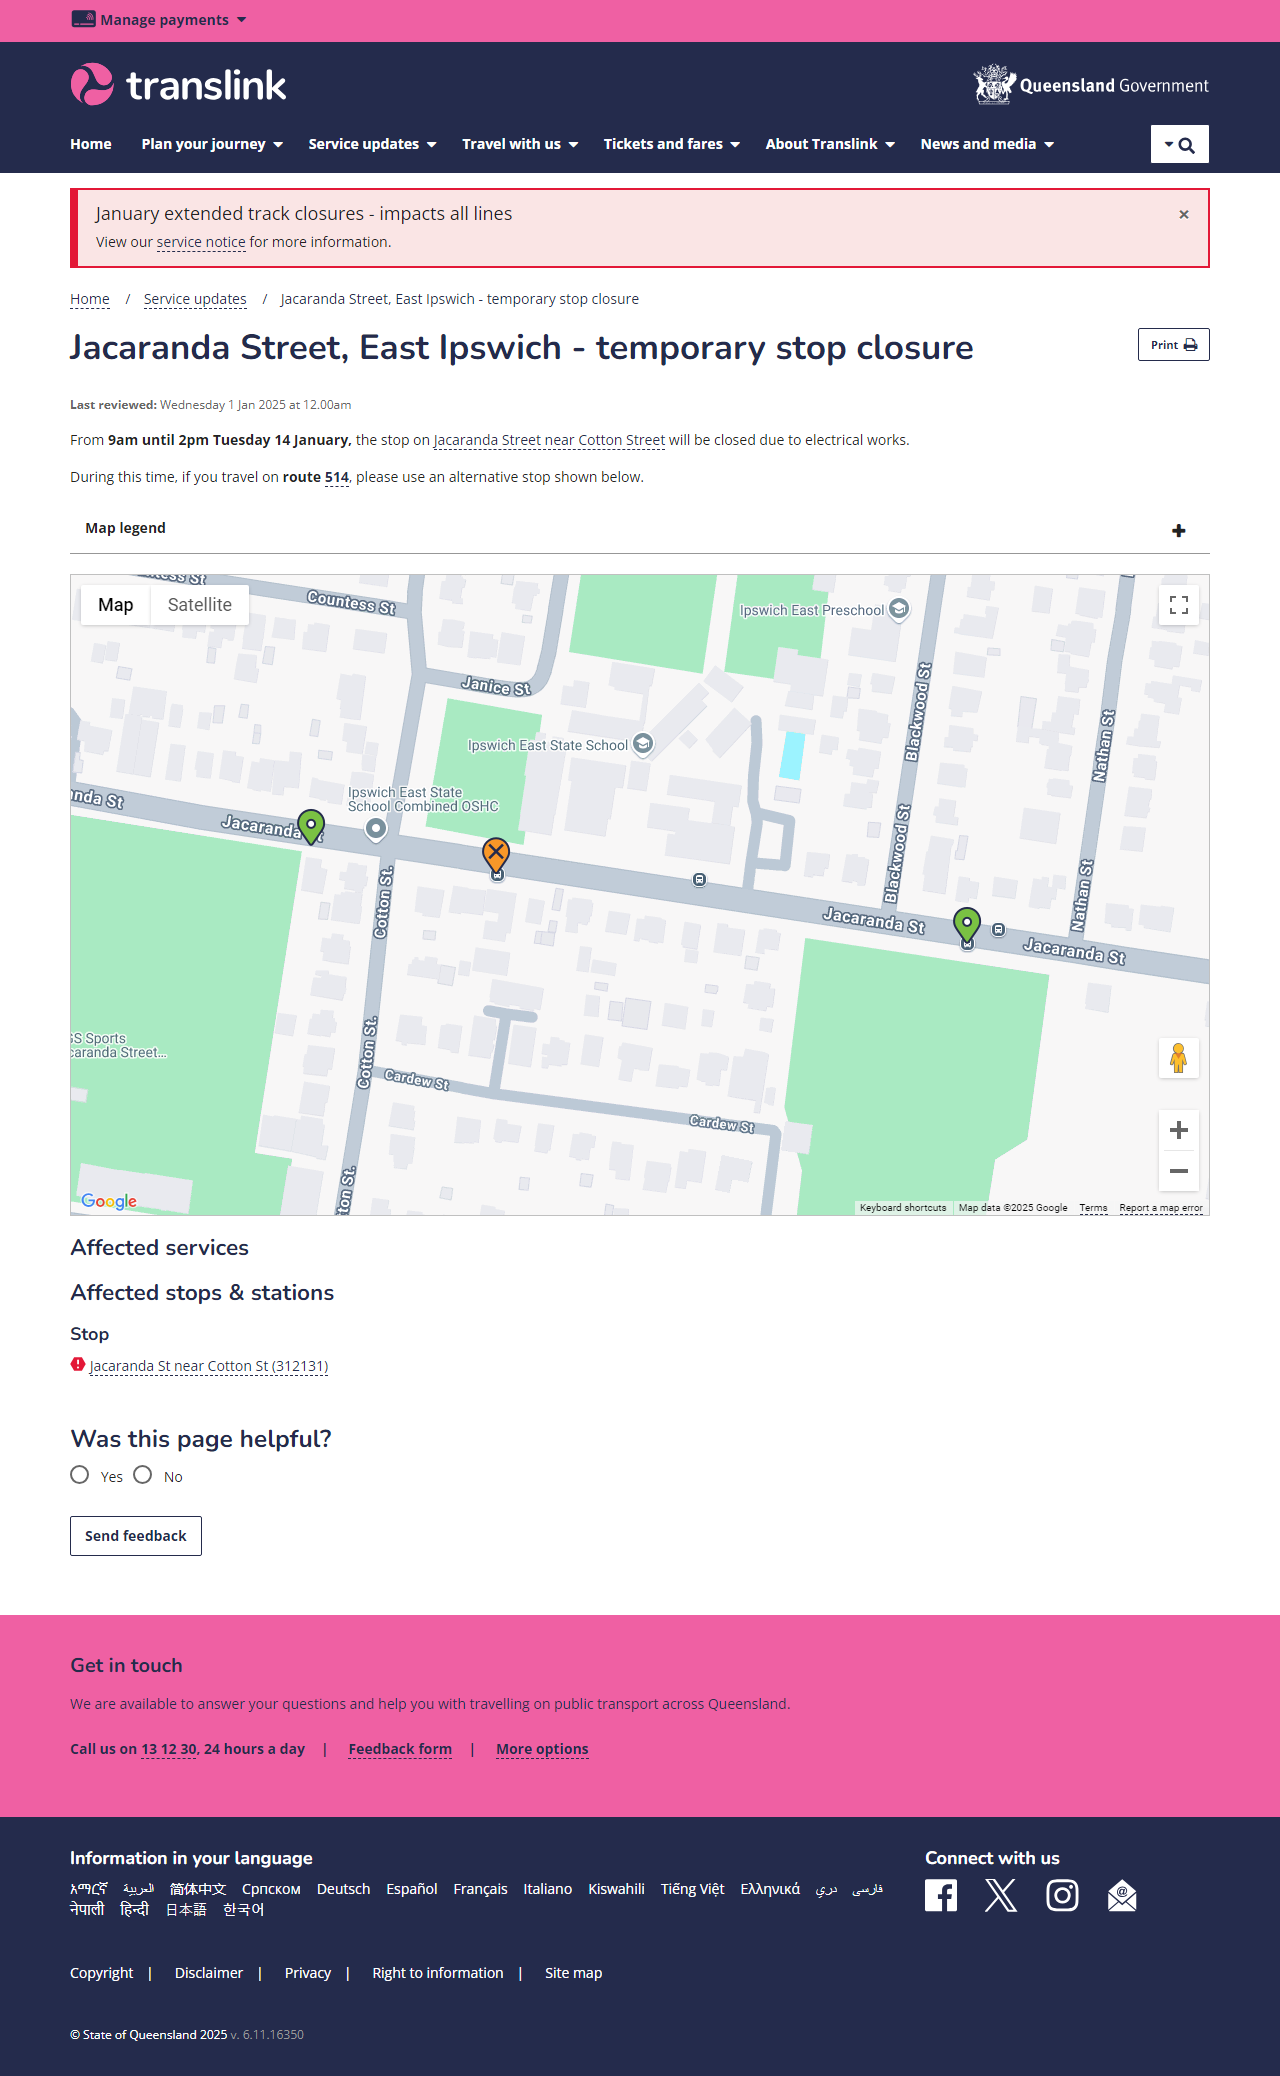 Manage payments
translink
Queensland Government
Home Plan your journey Service updates Travel with us Tickets and fares About Translink News and media
January extended track closures - impacts all lines
×
View our service notice for more information.
Home / Service updates / Jacaranda Street, East Ipswich - temporary stop closure
Jacaranda Street, East Ipswich - temporary stop closure
Print
Last reviewed: Wednesday 1 Jan 2025 at 12.00am
From 9am until 2pm Tuesday 14 January, the stop on Jacaranda Street near Cotton Street will be closed due to electrical works.
During this time, if you travel on route 514, please use an alternative stop shown below.
Map legend
Map Satellite
Countess St
Ipswich East Preschool
Janice St
Blackwood St
Nathan St
Ipswich East State School
Ipswich East State
School Combined OSHC
anda St
Jacaranda
Blackwood St
Cotton St.
Nathan St
Jacaranda St
Jacaranda St
SS Sports
caranda Street...
Cotton St.
Cardew St
Cardew St
ton St.
Google
Keyboard shortcuts Map data ©2025 Google Terms Report a map error
Affected services
Affected stops & stations
Stop
Jacaranda St near Cotton St (312131)
Was this page helpful?
Yes No
Send feedback
Get in touch
We are available to answer your questions and help you with travelling on public transport across Queensland.
Call us on 13 12 30, 24 hours a day | Feedback form | More options
Information in your language
Connect with us
አማርኛ العربية 简体中文 Српском Deutsch Español Français Italiano Kiswahili Tiếng Việt Ελληνικά دری فارسی
नेपाली हिन्दी 日本語 한국어
Copyright | Disclaimer | Privacy | Right to information | Site map
© State of Queensland 2025 v. 6.11.16350